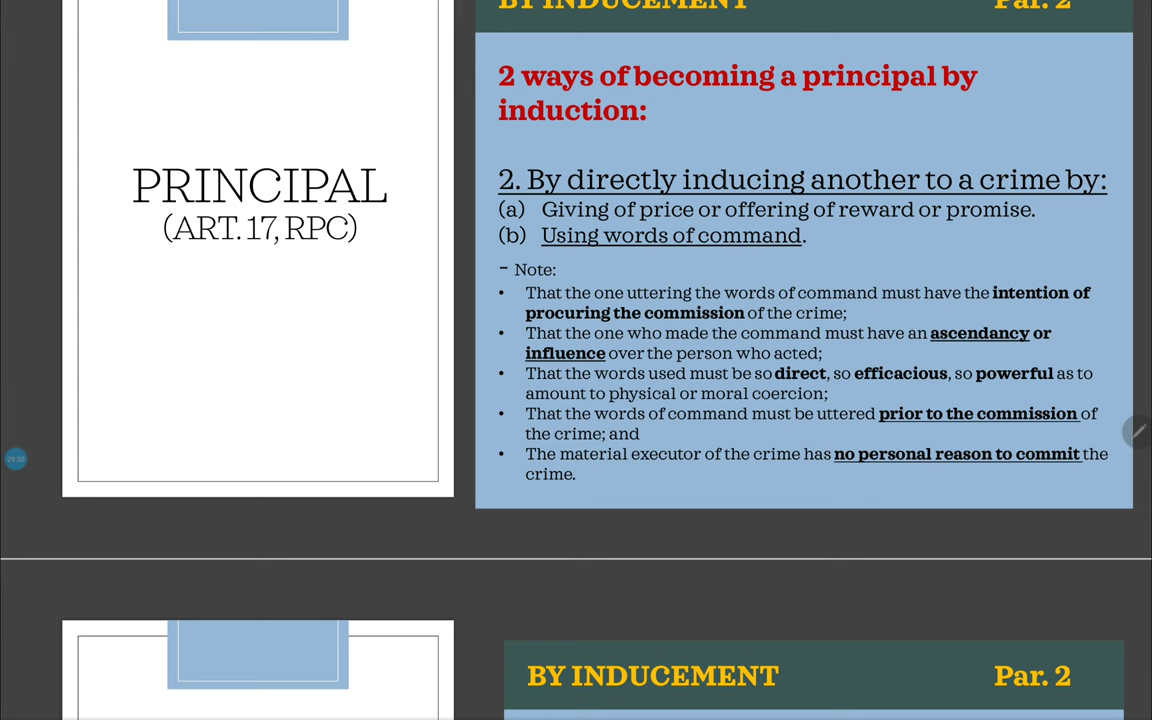 BY INDUCEMENT Par. 2
PRINCIPAL
(ART. 17, RPC)
2 ways of becoming a principal by
induction:
2. By directly inducing another to a crime by:
(a) Giving of price or offering of reward or promise.
(b) Using words of command.
- Note:
• That the one uttering the words of command must have the intention of
procuring the commission of the crime;
• That the one who made the command must have an ascendancy or
influence over the person who acted;
• That the words used must be so direct, so efficacious, so powerful as to
amount to physical or moral coercion;
• That the words of command must be uttered prior to the commission of
the crime; and
• The material executor of the crime has no personal reason to commit the
crime.
29:30
BY INDUCEMENT Par. 2